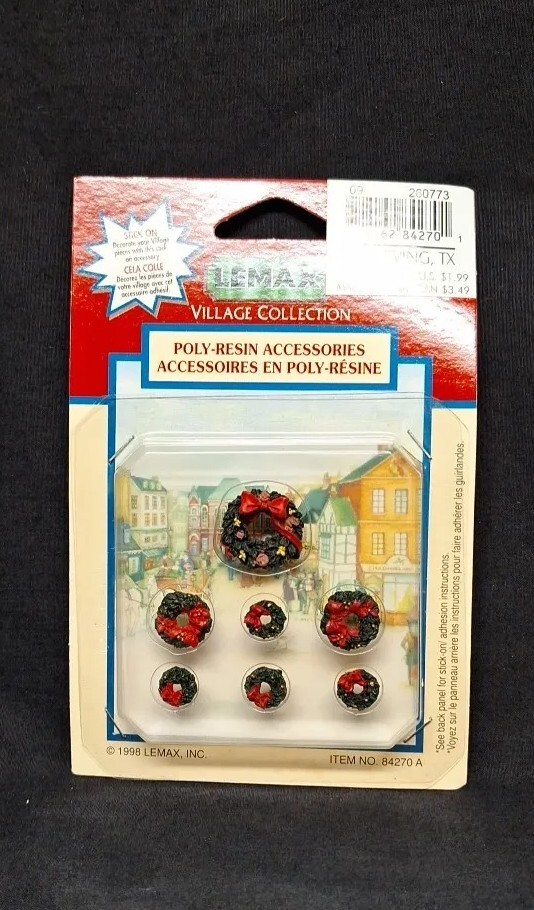 09 200773
62 84270 1
ING, TX
U.S. $1.99
CAN $3.49
STICK ON
Decorate your Village
pieces with this stick
on accessory
CELA COLLE
Décorez les pièces de
votre village avec cet
accessoire adhésif
LEMAX
VILLAGE COLLECTION
POLY-RESIN ACCESSORIES
ACCESSOIRES EN POLY-RÉSINE
*See back panel for stick-on/ adhesion instructions.
*Voyez sur le panneau arrière les instructions pour faire adhérer les guirlandes.
© 1998 LEMAX, INC.
ITEM NO. 84270 A